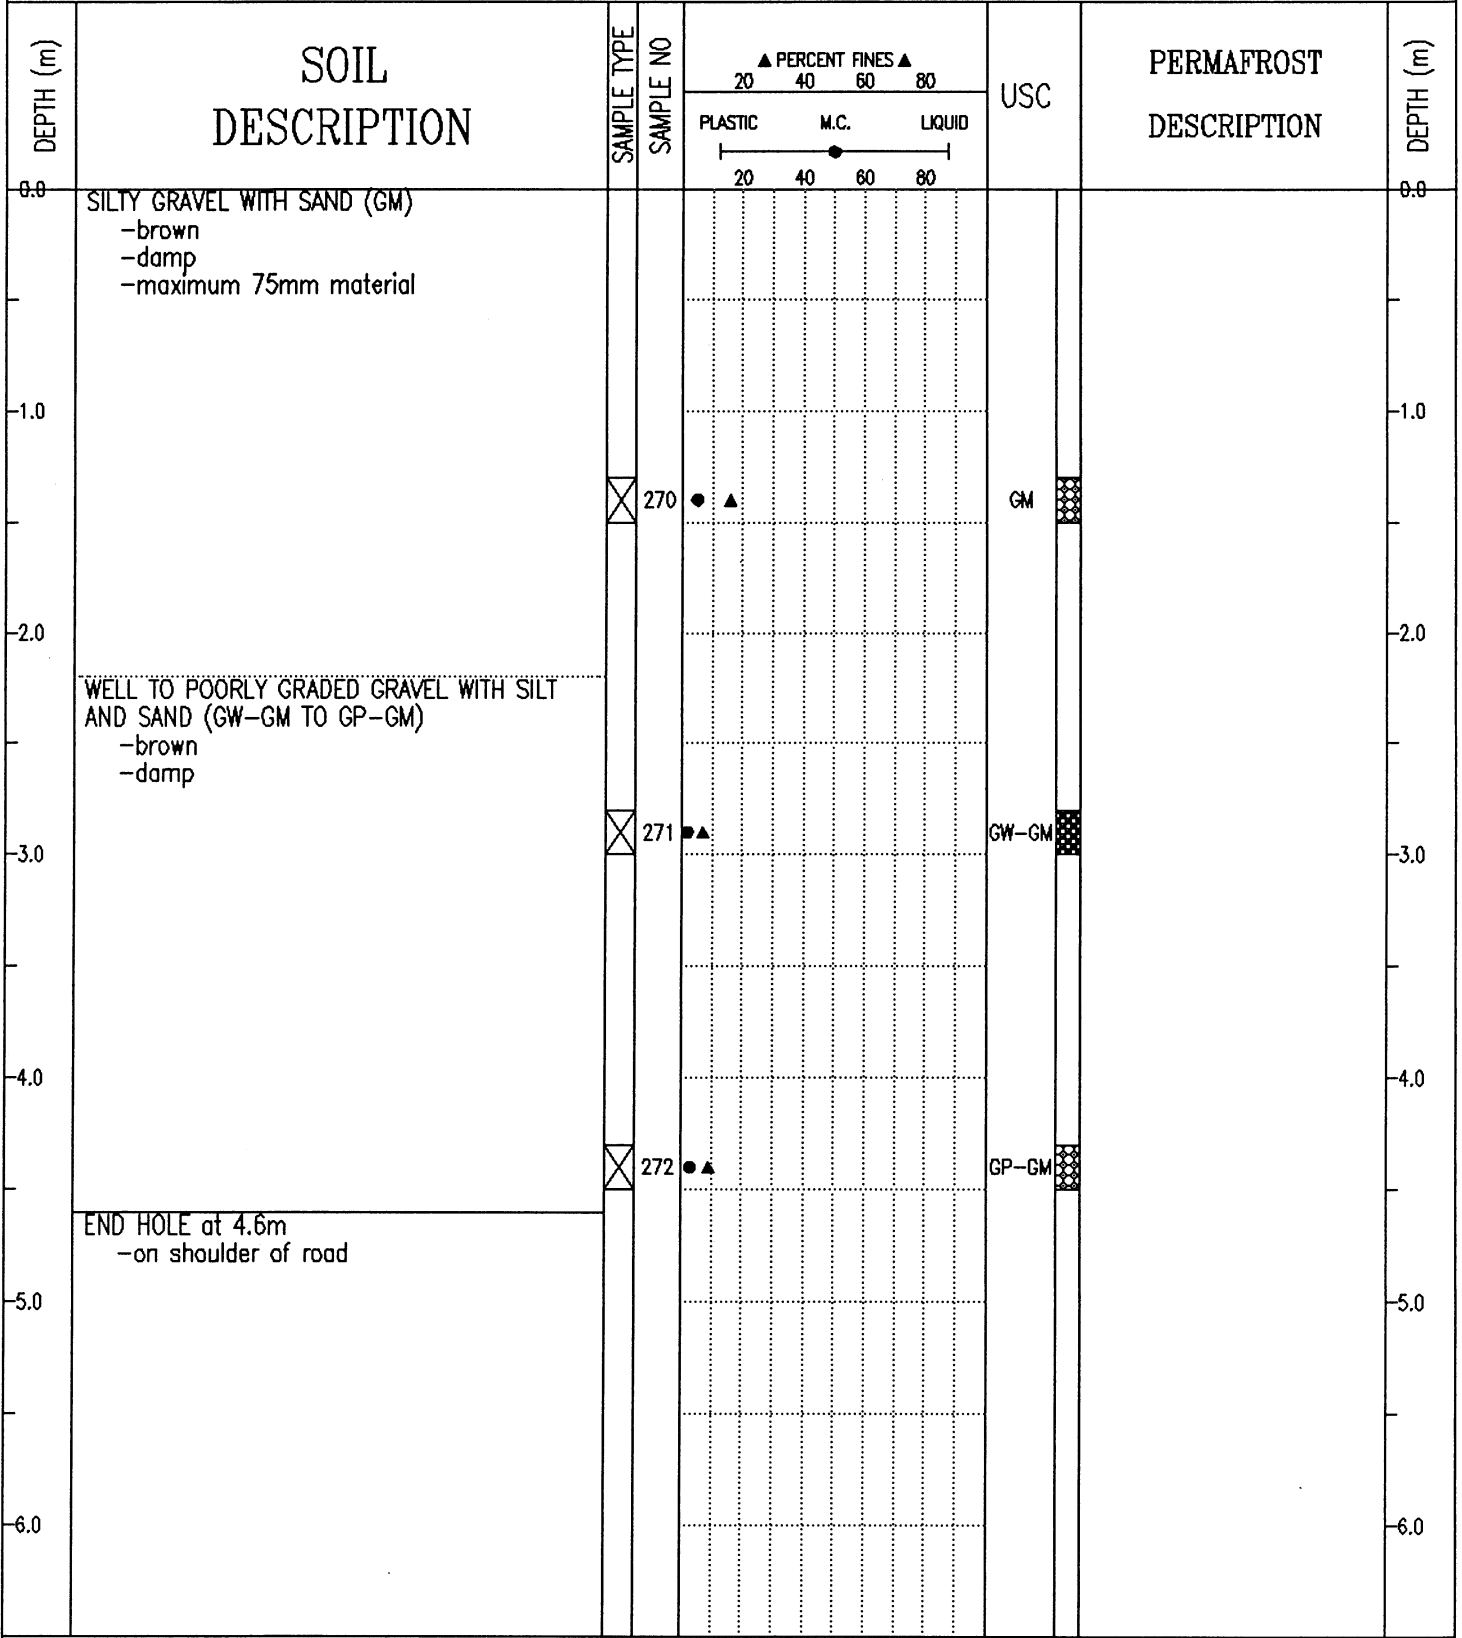 DEPTH (m)
SOIL
DESCRIPTION
SAMPLE TYPE
SAMPLE NO
▲ PERCENT FINES ▲
20 40 60 80
PLASTIC M.C. LIQUID
20 40 60 80
USC
PERMAFROST
DESCRIPTION
DEPTH (m)
0.0 0.0
SILTY GRAVEL WITH SAND (GM)
-brown
-damp
-maximum 75mm material
1.0 1.0
270 GM
2.0 2.0
WELL TO POORLY GRADED GRAVEL WITH SILT
AND SAND (GW-GM TO GP-GM)
-brown
-damp
271 GW-GM
3.0 3.0
4.0 4.0
272 GP-GM
END HOLE at 4.6m
-on shoulder of road
5.0 5.0
6.0 6.0